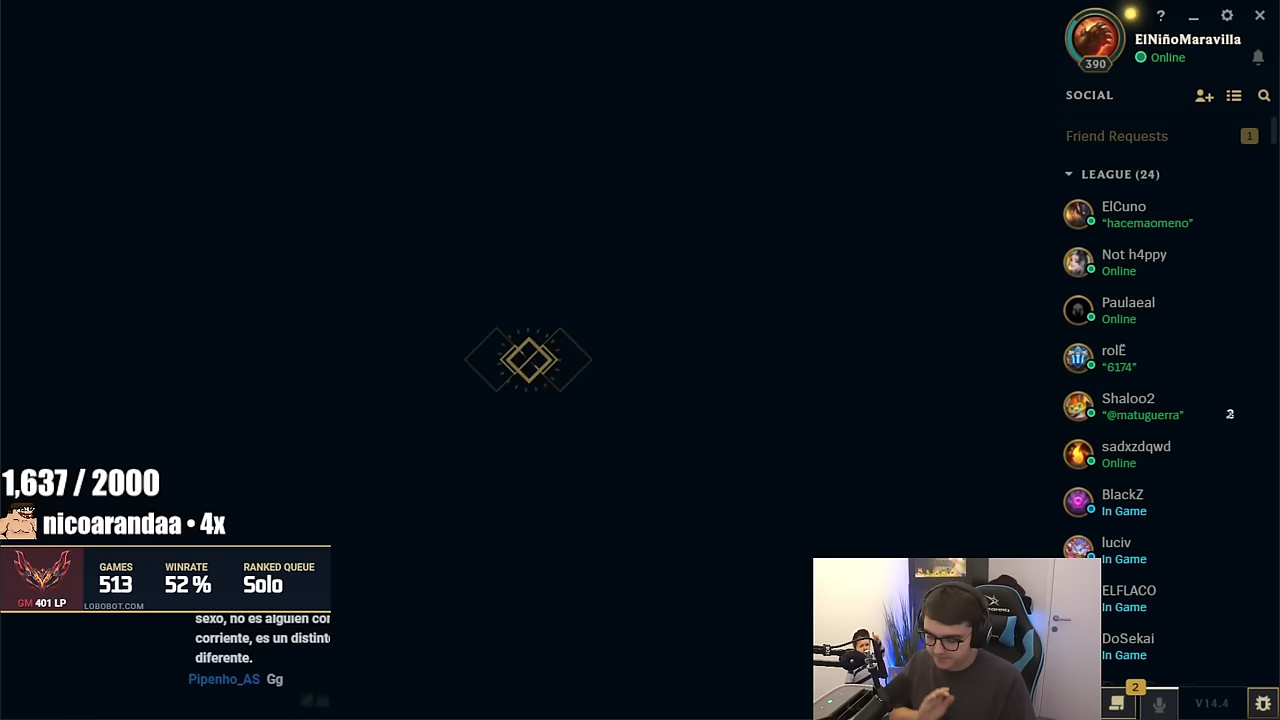 ?
ElNiñoMaravilla
390
Online
SOCIAL
Friend Requests
1
LEAGUE (24)
ElCuno
"hacemaomeno"
Not h4ppy
Online
Paulaeal
Online
rolË
"6174"
Shaloo2
"@matuguerra"
sadxzdqwd
Online
BlackZ
In Game
luciv
In Game
ELFLACO
In Game
DoSekai
In Game
2
V14.4
1,637 / 2000
nicoarandaa • 4x
GAMES
WINRATE
RANKED QUEUE
513
52 %
Solo
GM 401 LP
LOBOBOT.COM
sexo, no es alguien cor
corriente, es un distint
diferente.
Pipenho_AS Gg